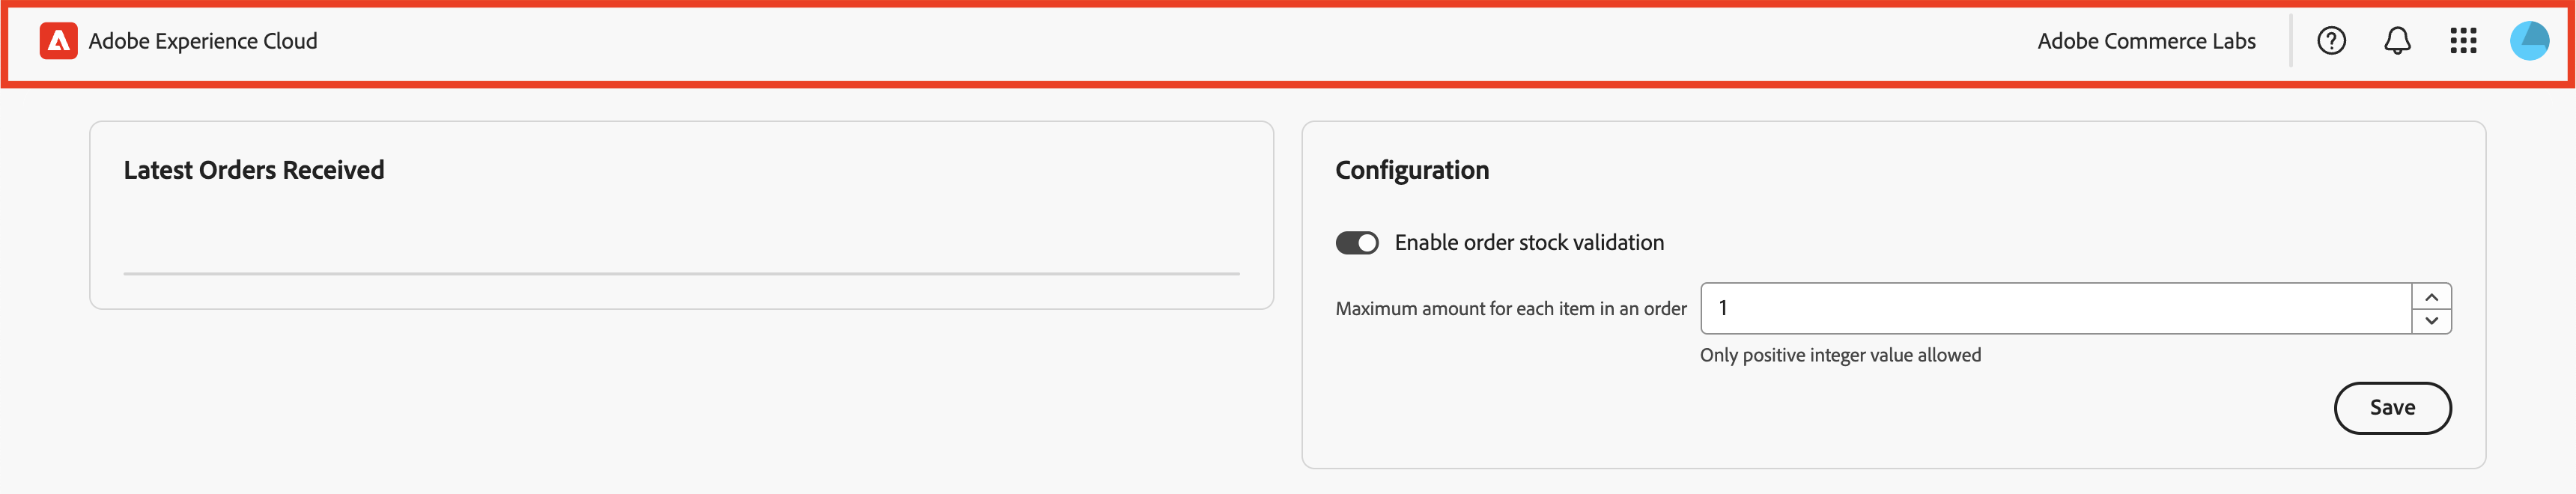 Adobe Experience Cloud
Adobe Commerce Labs
Latest Orders Received
Configuration
Enable order stock validation
Maximum amount for each item in an order
1
Only positive integer value allowed
Save